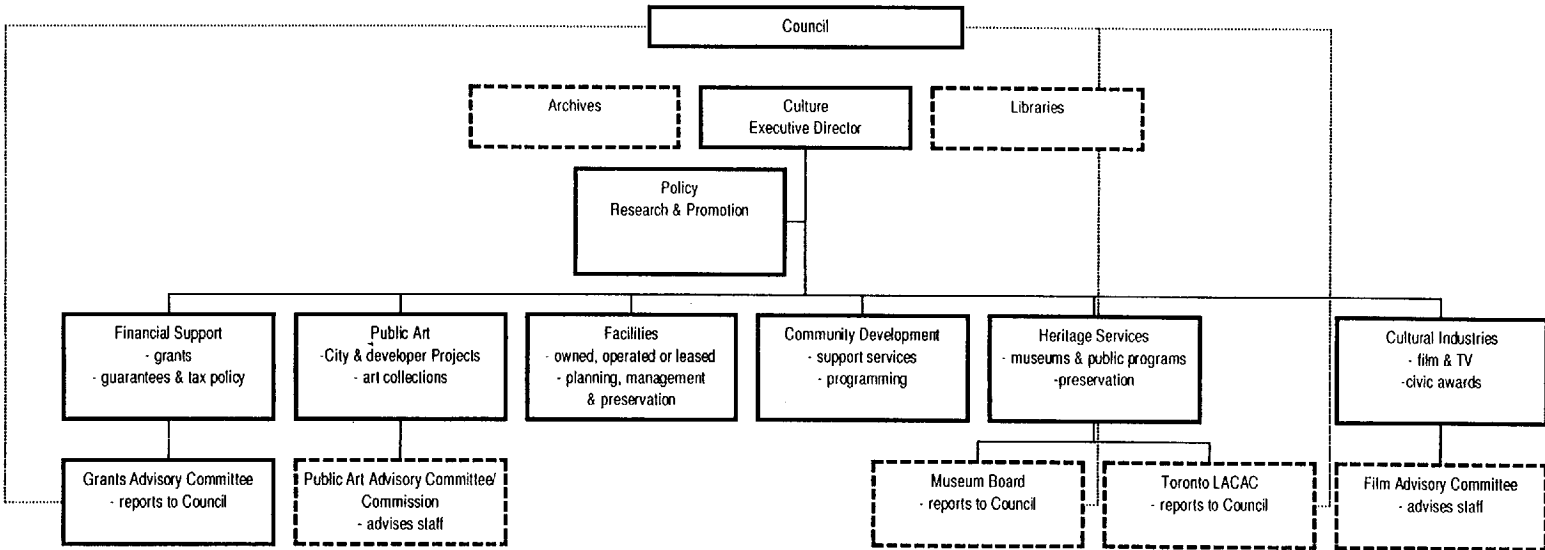 Council
Archives
Culture
Executive Director
Libraries
Policy
Research & Promotion
Financial Support
- grants
- guarantees & tax policy
Public Art
-City & developer Projects
- art collections
Facilities
- owned, operated or leased
- planning, management
& preservation
Community Development
- support services
- programming
Heritage Services
- museums & public programs
-preservation
Cultural Industries
- film & TV
- civic awards
Grants Advisory Committee
- reports to Council
Public Art Advisory Committee/
Commission
- advises staff
Museum Board
- reports to Council
Toronto LACAC
- reports to Council
Film Advisory Committee
- advises staff